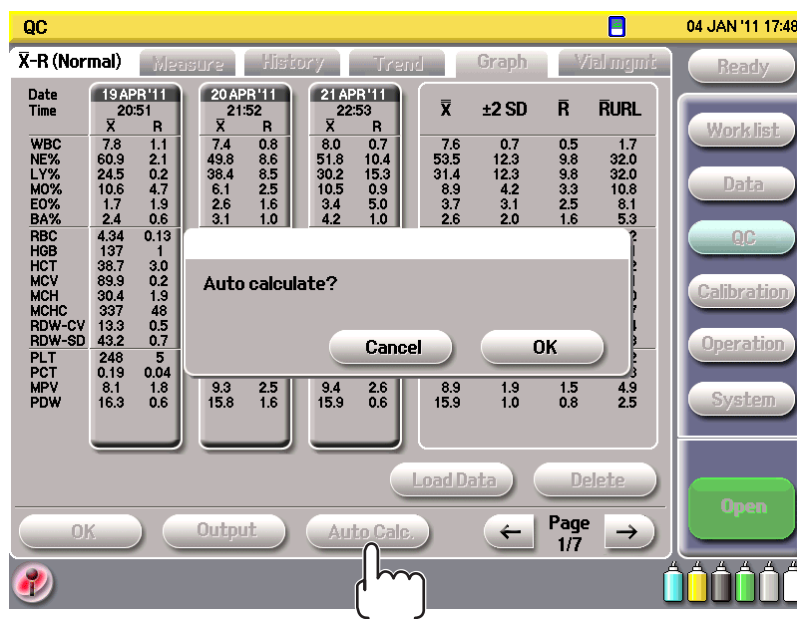 QC
04 JAN '11 17:48
X̅-R (Normal) Measure History Trend Graph Vial mgmt
Ready
Date 19 APR'11 20 APR'11 21 APR'11
Time 20:51 21:52 22:53 X̅ ±2 SD R̅ R̅URL
X̅ R X̅ R X̅ R
WBC 7.8 1.1 7.4 0.8 8.0 0.7 7.6 0.7 0.5 1.7
NE% 60.9 2.1 49.8 8.6 51.8 10.4 53.5 12.3 9.8 32.0
LY% 24.5 0.2 38.4 8.5 30.2 15.3 31.4 12.3 9.8 32.0
MO% 10.6 4.7 6.1 2.5 10.5 0.9 8.9 4.2 3.3 10.8
EO% 1.7 1.9 2.6 1.6 3.4 5.0 3.7 3.1 2.5 8.1
BA% 2.4 0.6 3.1 1.0 4.2 1.0 2.6 2.0 1.6 5.3
RBC 4.34 0.13
HGB 137 1
HCT 38.7 3.0
MCV 89.9 0.2
MCH 30.4 1.9
MCHC 337 48
RDW-CV 13.3 0.5
RDW-SD 43.2 0.7
PLT 248 5
PCT 0.19 0.04
MPV 8.1 1.8 9.3 2.5 9.4 2.6 8.9 1.9 1.5 4.9
PDW 16.3 0.6 15.8 1.6 15.9 0.6 15.9 1.0 0.8 2.5
Auto calculate?
Cancel OK
Work list
Data
QC
Calibration
Operation
System
Load Data Delete
Open
OK Output Auto Calc. ← Page →
1/7